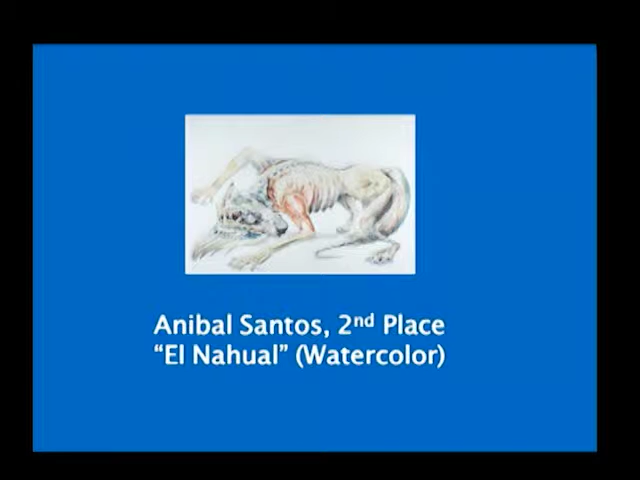 Anibal Santos, 2nd Place
“El Nahual” (Watercolor)